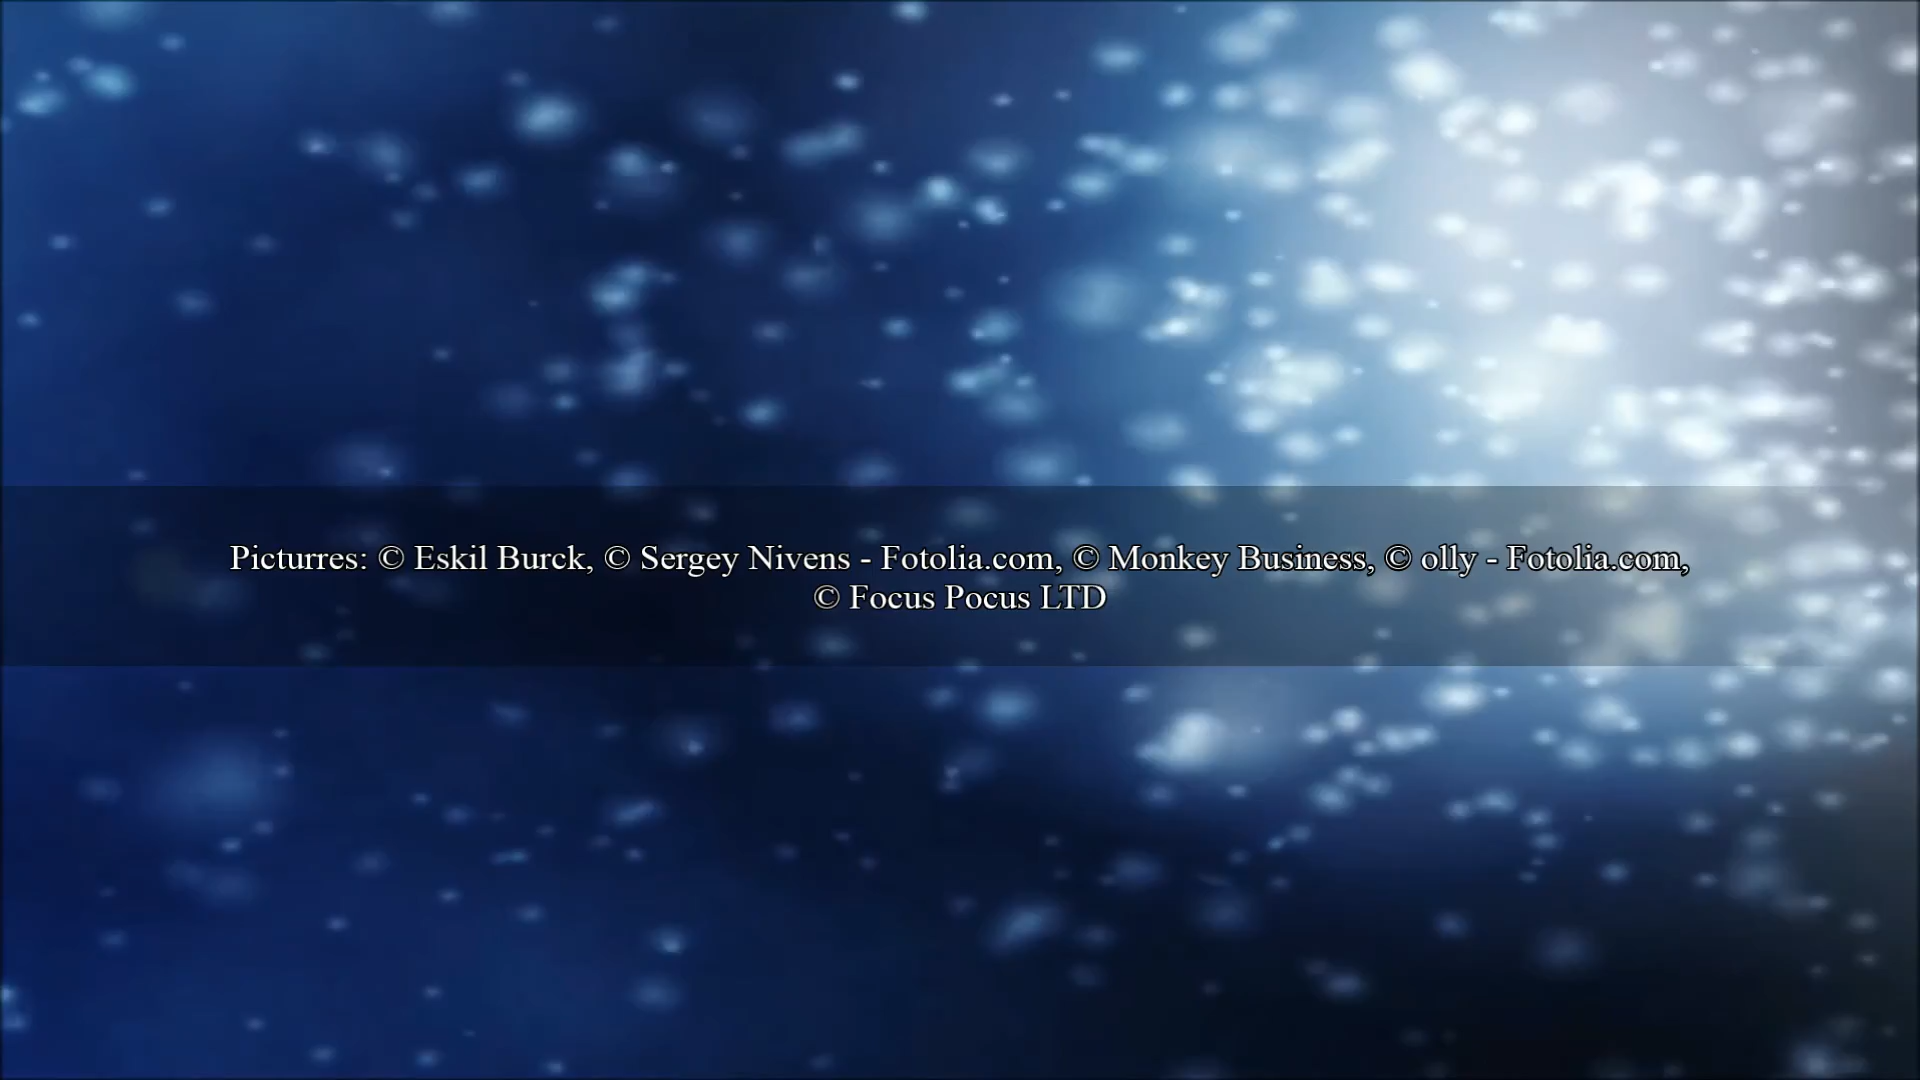 Picturres: © Eskil Burck, © Sergey Nivens - Fotolia.com, © Monkey Business, © olly - Fotolia.com,
© Focus Pocus LTD